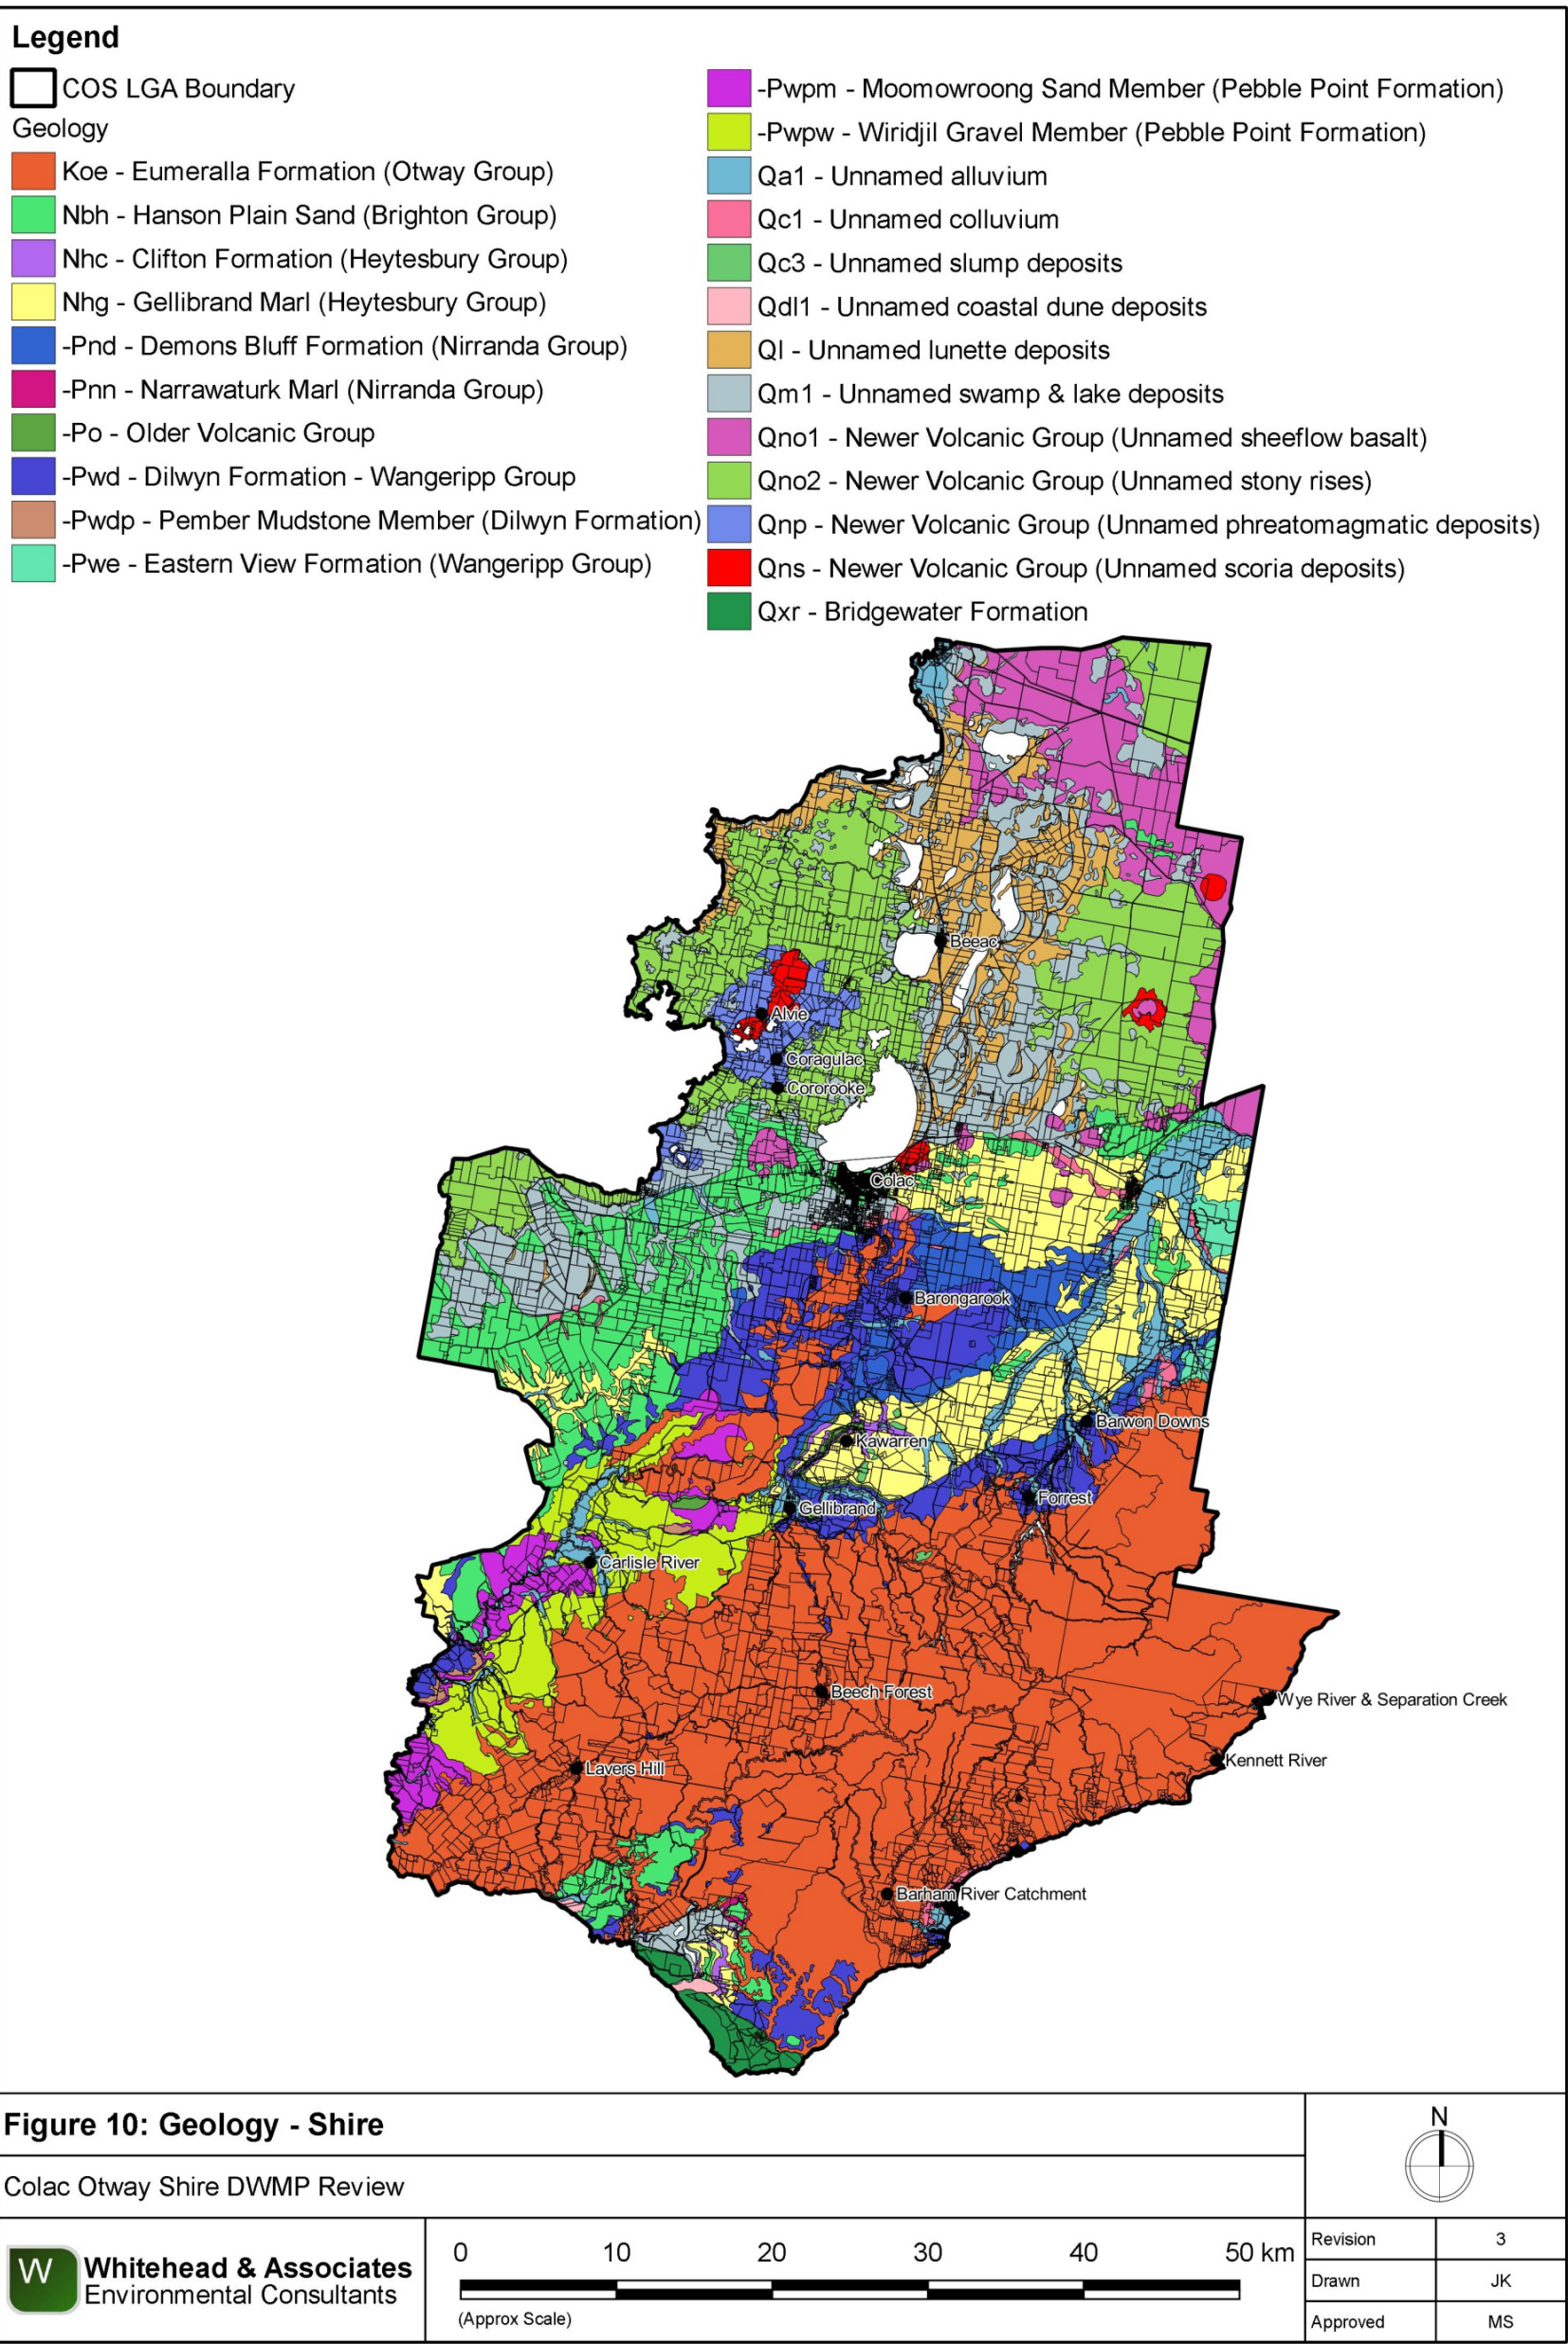 Legend
COS LGA Boundary
Geology
Koe - Eumeralla Formation (Otway Group)
Nbh - Hanson Plain Sand (Brighton Group)
Nhc - Clifton Formation (Heytesbury Group)
Nhg - Gellibrand Marl (Heytesbury Group)
-Pnd - Demons Bluff Formation (Nirranda Group)
-Pnn - Narrawaturk Marl (Nirranda Group)
-Po - Older Volcanic Group
-Pwd - Dilwyn Formation - Wangeripp Group
-Pwdp - Pember Mudstone Member (Dilwyn Formation)
-Pwe - Eastern View Formation (Wangeripp Group)
-Pwpm - Moomowroong Sand Member (Pebble Point Formation)
-Pwpw - Wiridjil Gravel Member (Pebble Point Formation)
Qa1 - Unnamed alluvium
Qc1 - Unnamed colluvium
Qc3 - Unnamed slump deposits
Qdl1 - Unnamed coastal dune deposits
Ql - Unnamed lunette deposits
Qm1 - Unnamed swamp & lake deposits
Qno1 - Newer Volcanic Group (Unnamed sheeflow basalt)
Qno2 - Newer Volcanic Group (Unnamed stony rises)
Qnp - Newer Volcanic Group (Unnamed phreatomagmatic deposits)
Qns - Newer Volcanic Group (Unnamed scoria deposits)
Qxr - Bridgewater Formation
Beeac
Alvie
Coragulac
Cororooke
Colac
Barongarook
Barwon Downs
Kawarren
Forrest
Gellibrand
Carlisle River
Beech Forest
Wye River & Separation Creek
Kennett River
Lavers Hill
Barham River Catchment
Figure 10: Geology - Shire
Colac Otway Shire DWMP Review
N
W
Whitehead & Associates
Environmental Consultants
0 10 20 30 40 50 km
(Approx Scale)
Revision 3
Drawn JK
Approved MS